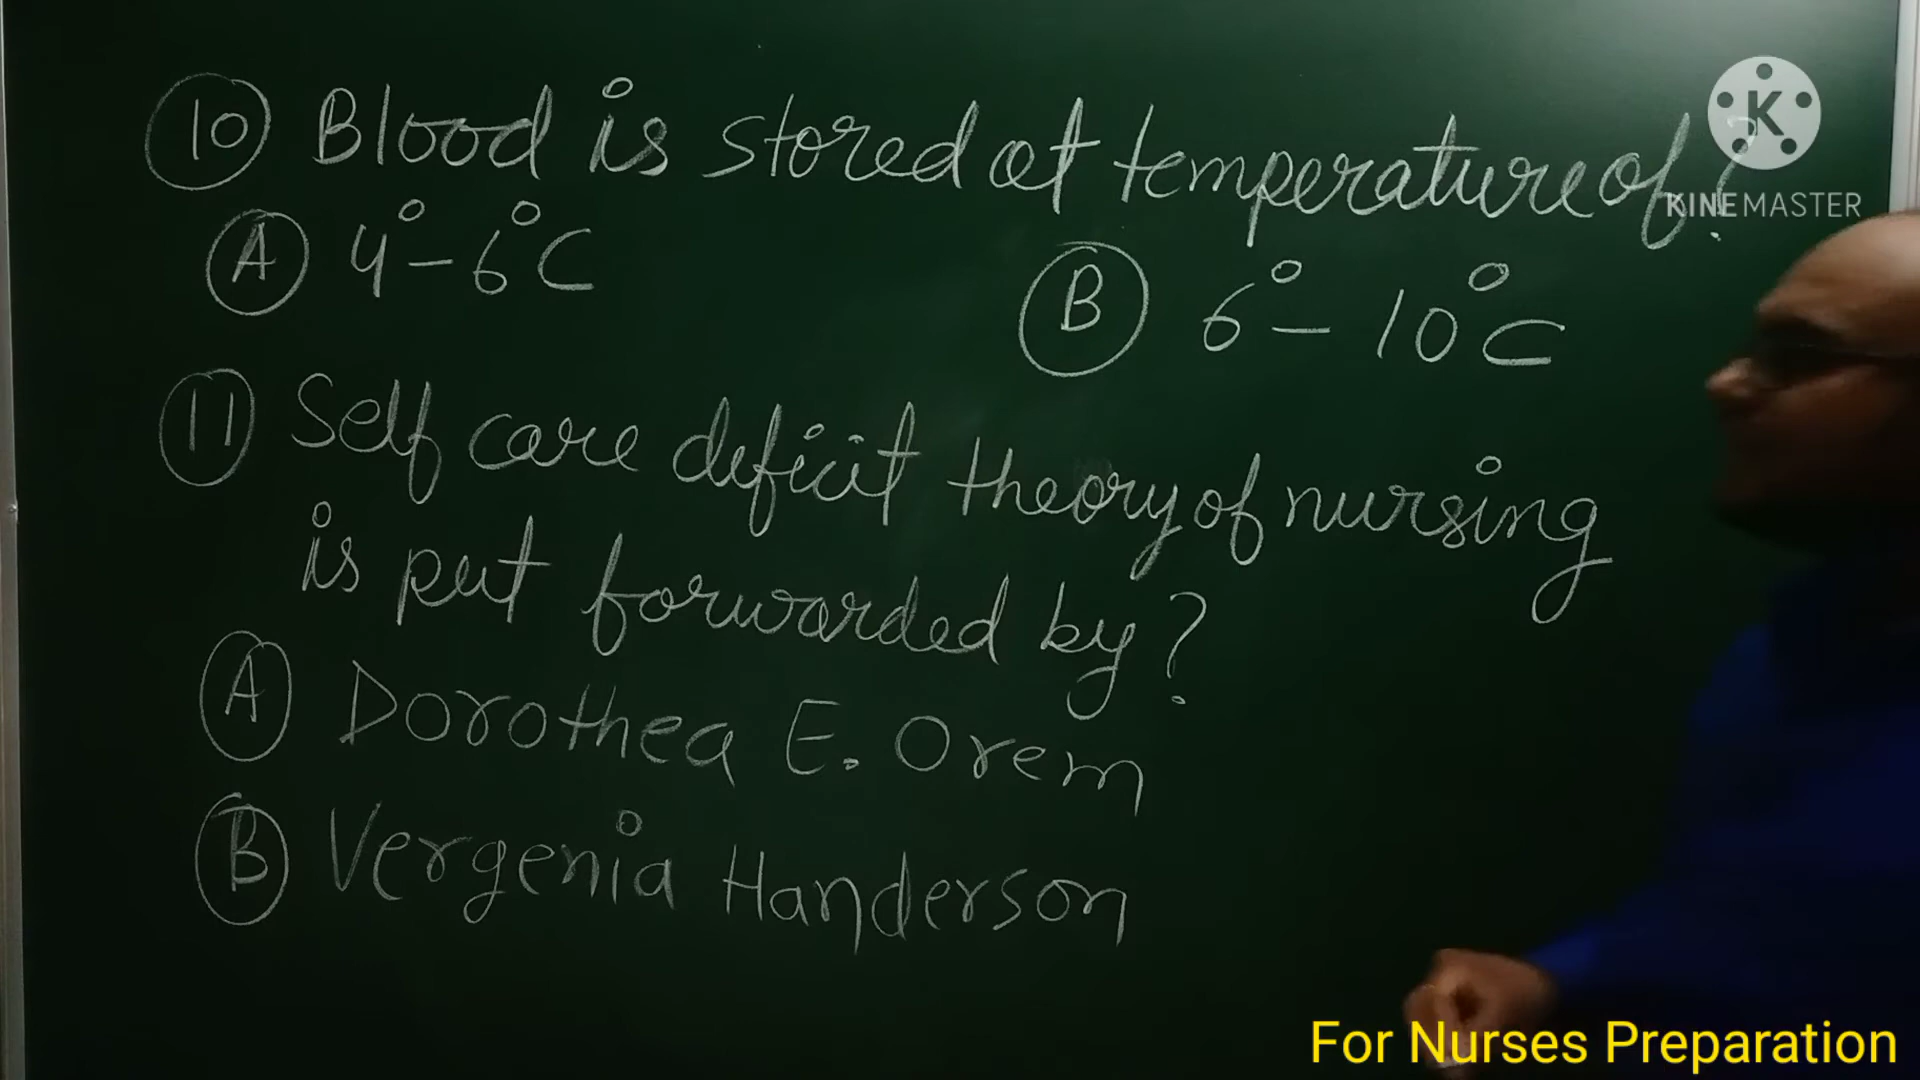 10 Blood is stored at temperature of?
A 4°-6°C
B 6°-10°C
11 Self care deficit theory of nursing
is put forwarded by?
A Dorothea E. Orem
B Vergenia Handerson
K
KINEMASTER
For Nurses Preparation